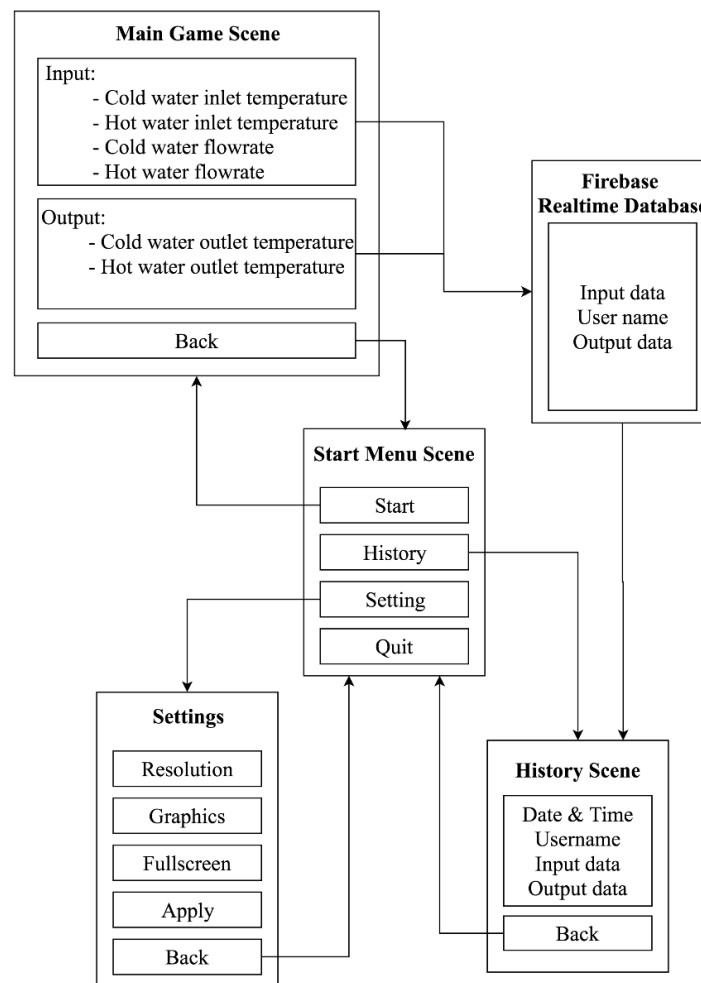 Main Game Scene
Input:
- Cold water inlet temperature
- Hot water inlet temperature
- Cold water flowrate
- Hot water flowrate
Output:
- Cold water outlet temperature
- Hot water outlet temperature
Back
Firebase
Realtime Database
Input data
User name
Output data
Start Menu Scene
Start
History
Setting
Quit
Settings
Resolution
Graphics
Fullscreen
Apply
Back
History Scene
Date & Time
Username
Input data
Output data
Back